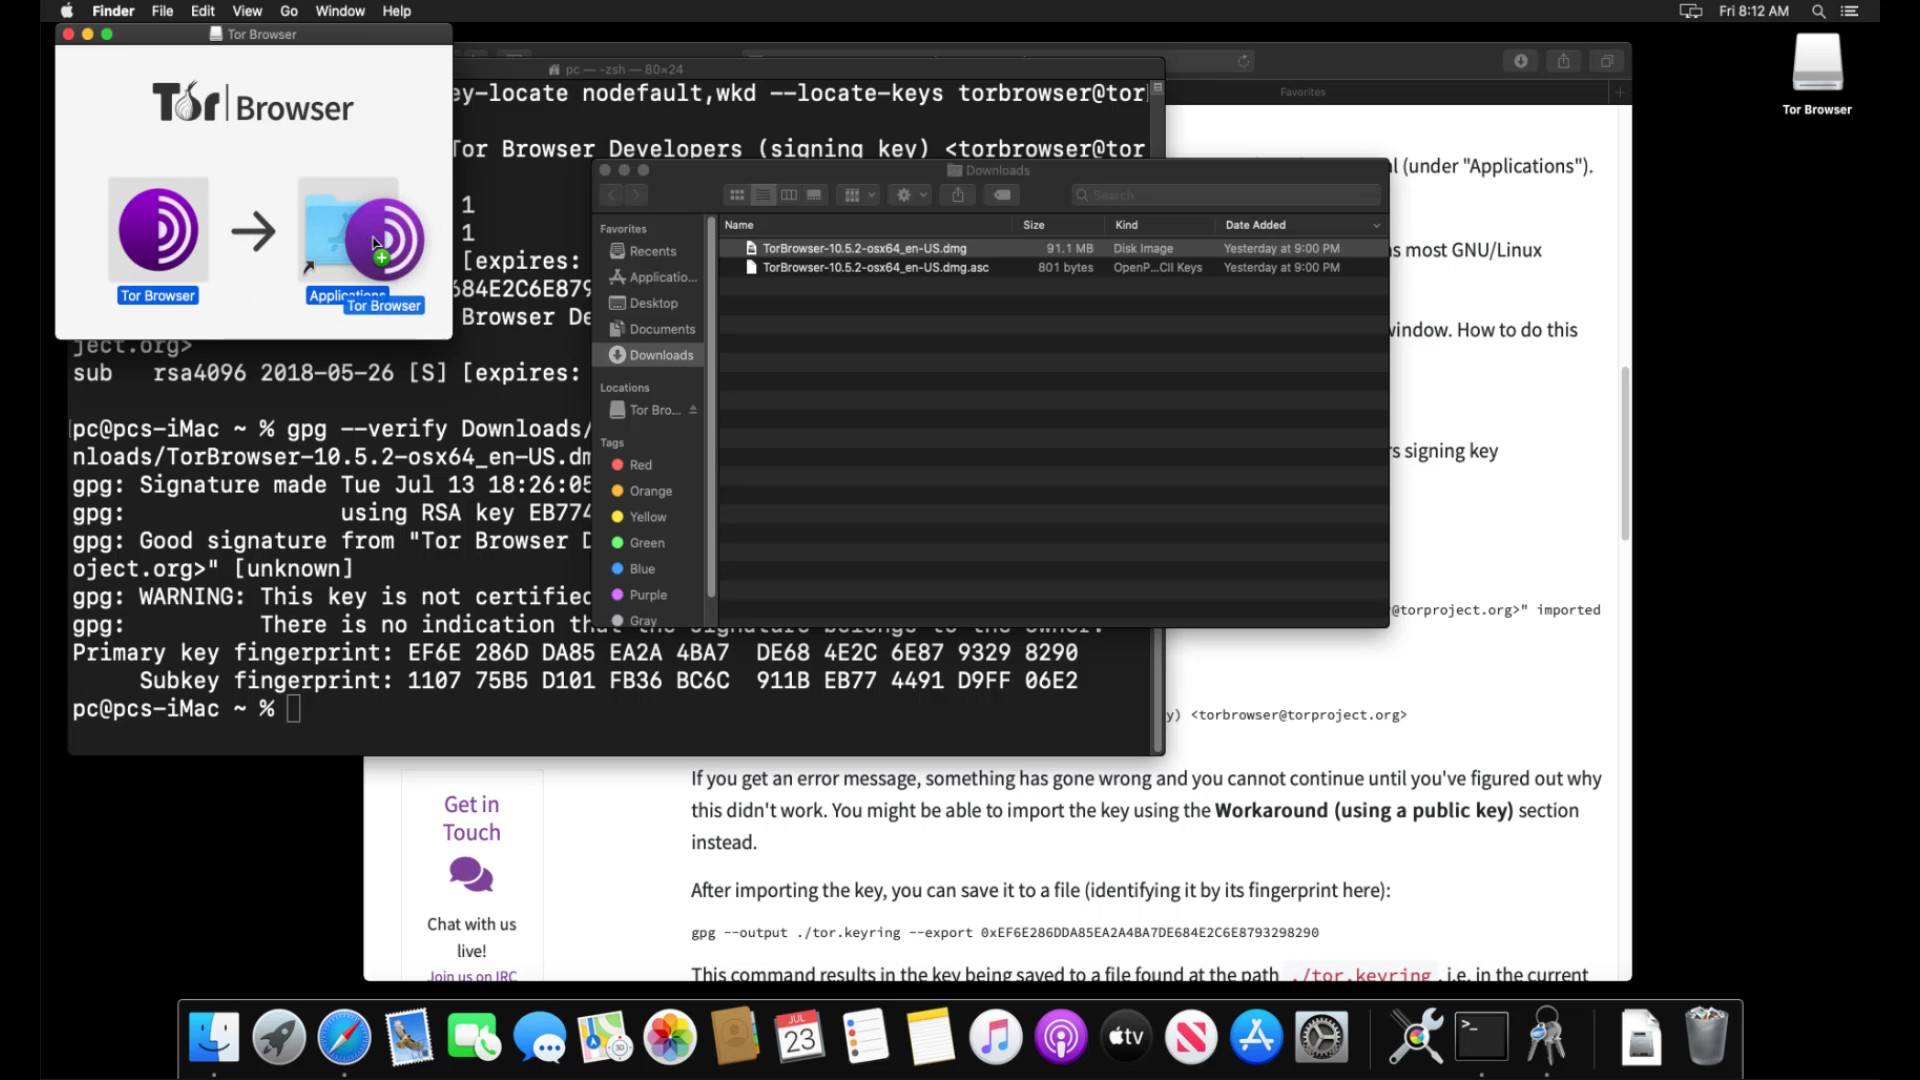 Finder File Edit View Go Window Help
Fri 8:12 AM
Tor Browser
Tor Browser
Tor Browser
Applications
Tor Browser
Tor Browser
pc — -zsh — 80×24
ey-locate nodefault,wkd --locate-keys torbrowser@tor
Tor Browser Developers (signing key) <torbrowser@tor
1
1
[expires:
684E2C6E879
Browser De
ject.org>
sub rsa4096 2018-05-26 [S] [expires:
pc@pcs-iMac ~ % gpg --verify Downloads/
nloads/TorBrowser-10.5.2-osx64_en-US.dm
gpg: Signature made Tue Jul 13 18:26:05
gpg: using RSA key EB774
gpg: Good signature from "Tor Browser D
oject.org>" [unknown]
gpg: WARNING: This key is not certified
gpg: There is no indication that the signature belongs to the owner.
Primary key fingerprint: EF6E 286D DA85 EA2A 4BA7 DE68 4E2C 6E87 9329 8290
Subkey fingerprint: 1107 75B5 D101 FB36 BC6C 911B EB77 4491 D9FF 06E2
pc@pcs-iMac ~ %
Downloads
Search
Favorites
Recents
Applicatio...
Desktop
Documents
Downloads
Locations
Tor Bro...
Tags
Red
Orange
Yellow
Green
Blue
Purple
Gray
Name Size Kind Date Added
TorBrowser-10.5.2-osx64_en-US.dmg 91.1 MB Disk Image Yesterday at 9:00 PM
TorBrowser-10.5.2-osx64_en-US.dmg.asc 801 bytes OpenP...CII Keys Yesterday at 9:00 PM
Favorites
l (under "Applications").
s most GNU/Linux
window. How to do this
rs signing key
@torproject.org>" imported
y) <torbrowser@torproject.org>
If you get an error message, something has gone wrong and you cannot continue until you've figured out why
this didn't work. You might be able to import the key using the Workaround (using a public key) section
instead.
After importing the key, you can save it to a file (identifying it by its fingerprint here):
gpg --output ./tor.keyring --export 0xEF6E286DDA85EA2A4BA7DE684E2C6E8793298290
This command results in the key being saved to a file found at the path ./tor.keyring, i.e. in the current
Get in
Touch
Chat with us
live!
Join us on IRC
JUL
23
tv